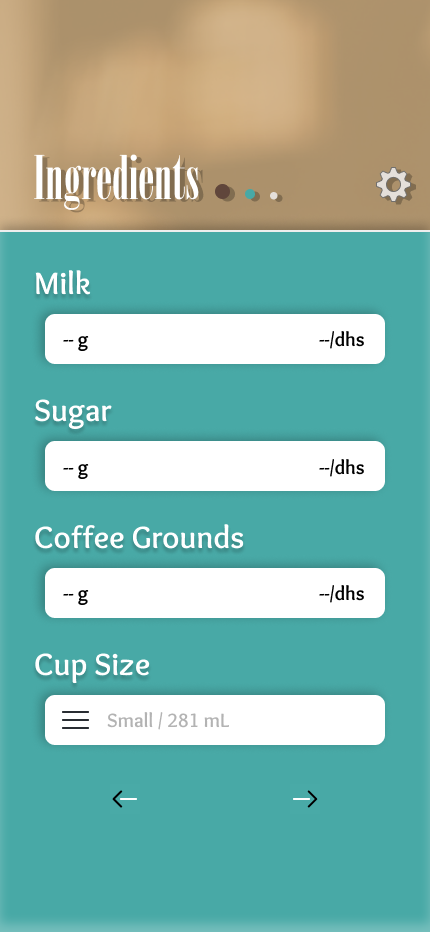 Ingredients
Milk
-- g --/dhs
Sugar
-- g --/dhs
Coffee Grounds
-- g --/dhs
Cup Size
Small / 281 mL